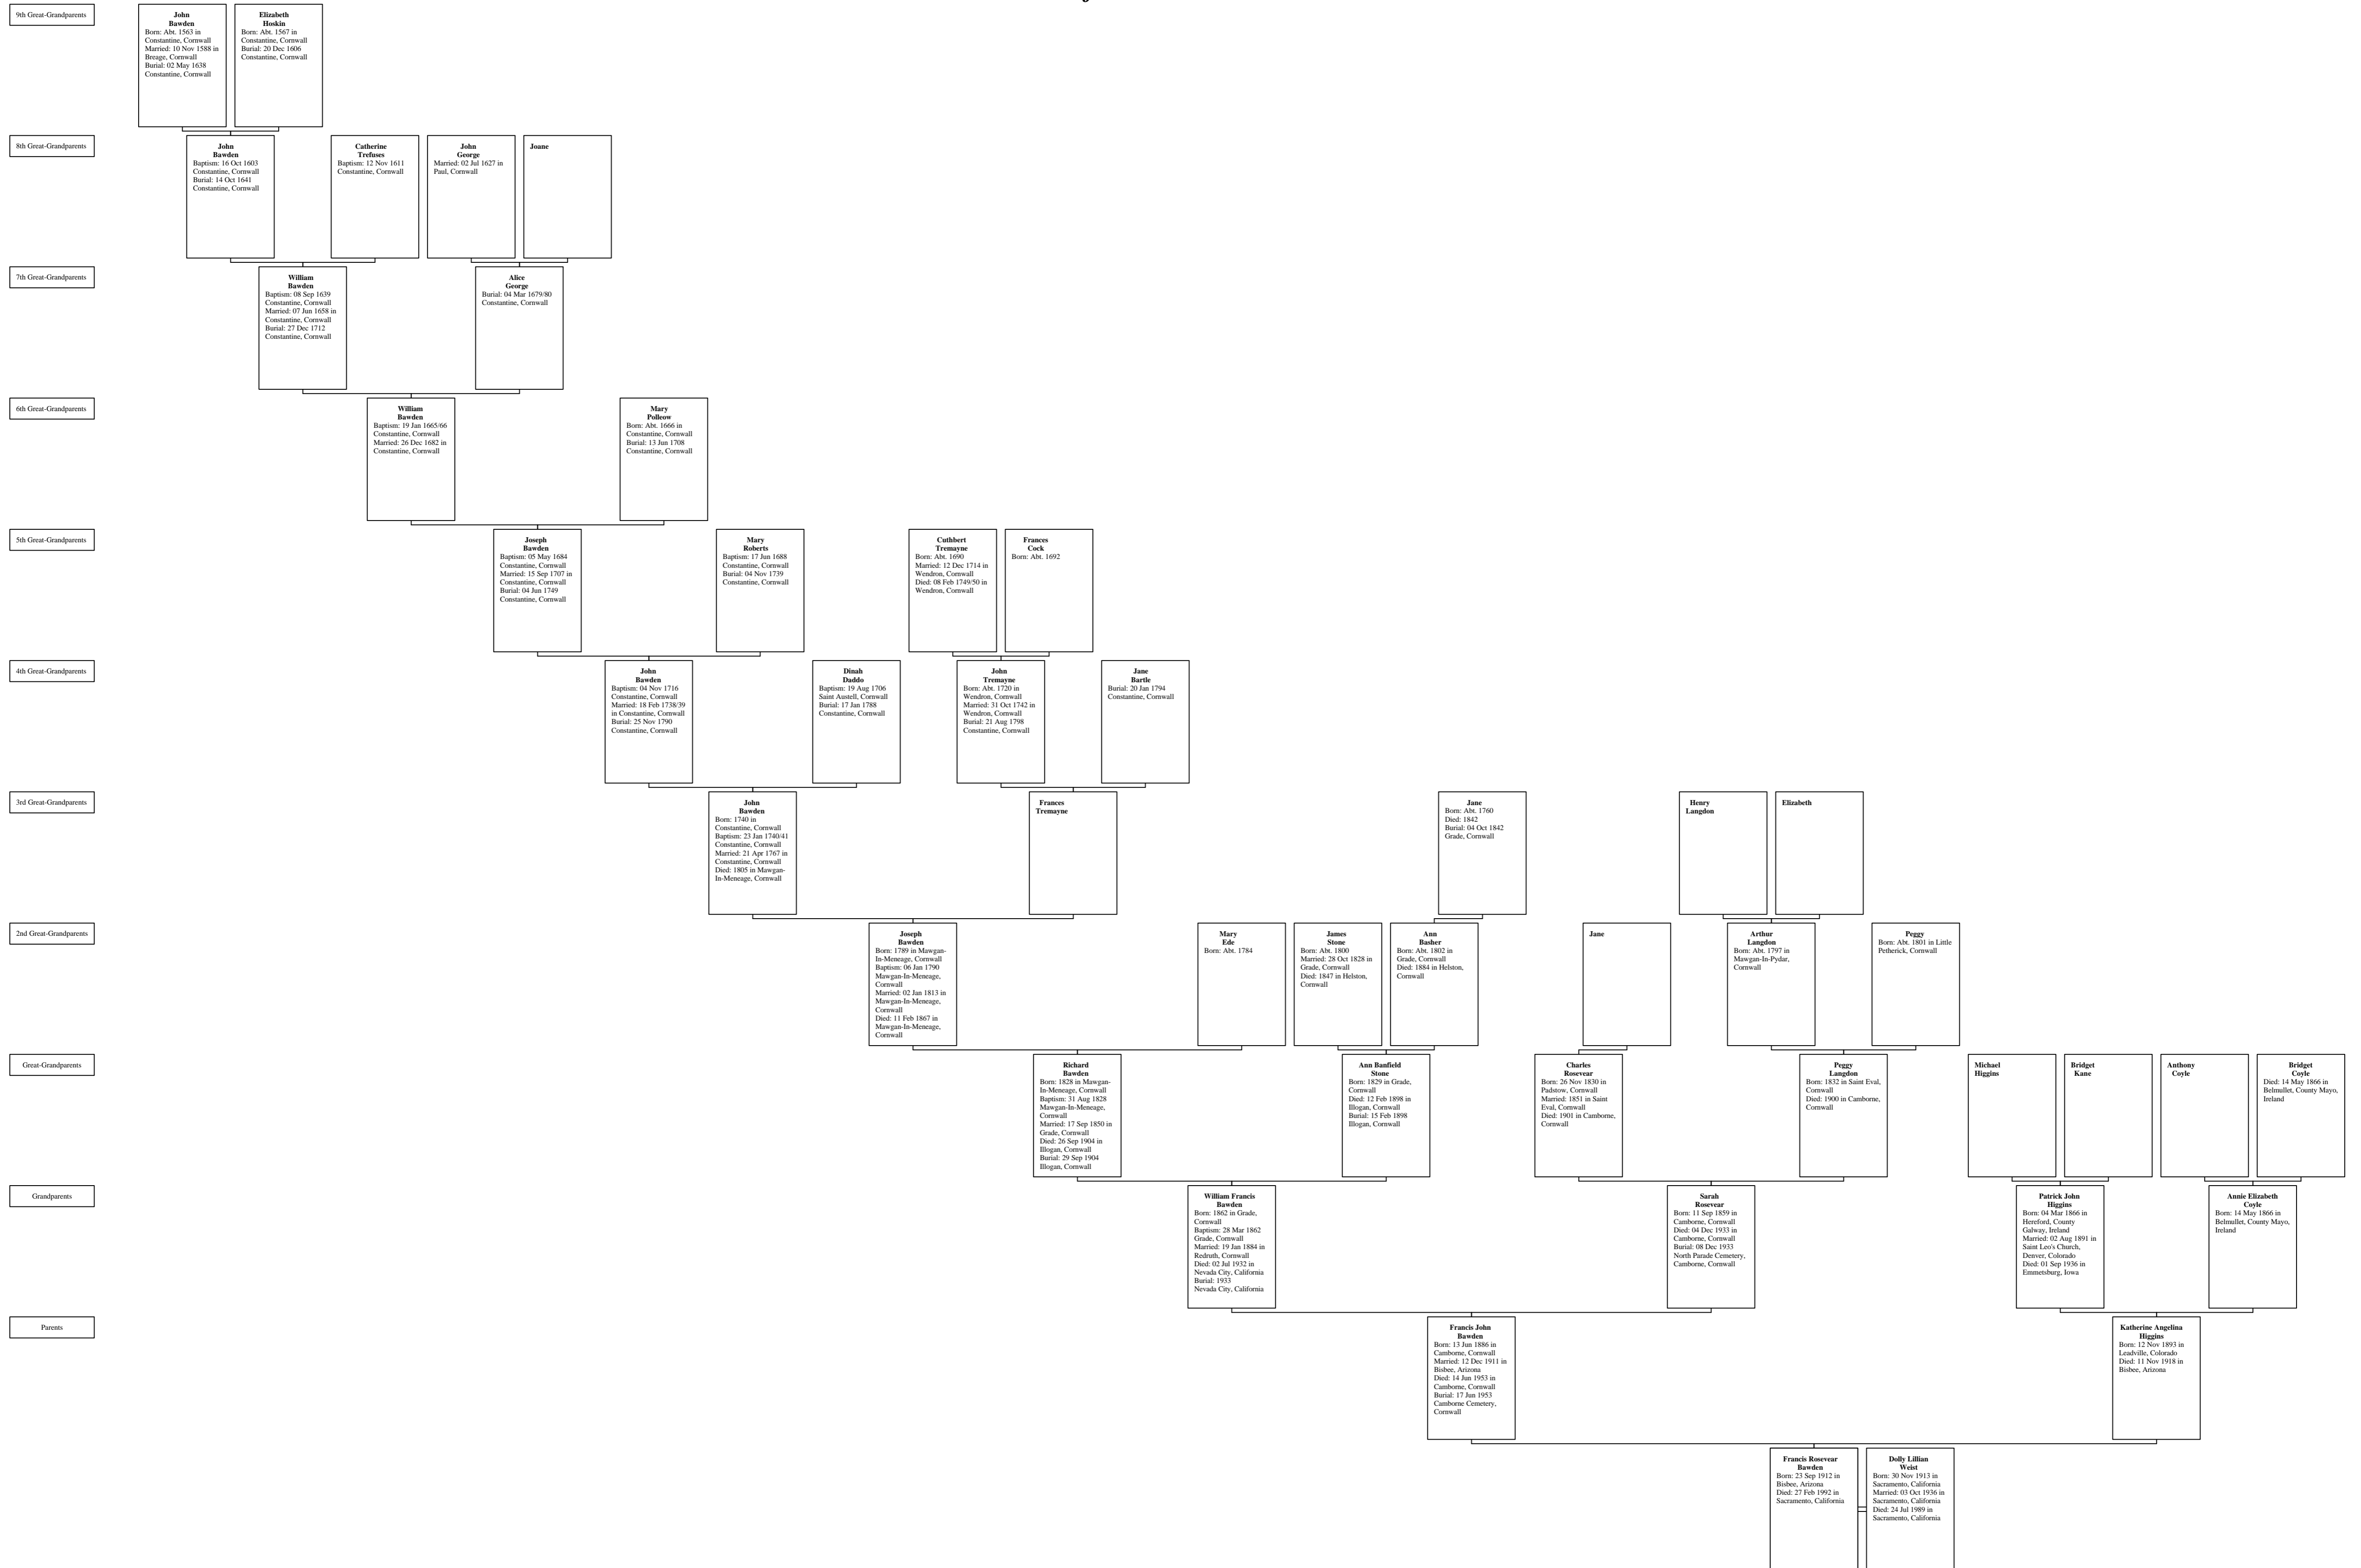 9th Great-Grandparents
John
Bawden
Born: Abt. 1563 in
Constantine, Cornwall
Married: 10 Nov 1588 in
Breage, Cornwall
Burial: 02 May 1638
Constantine, Cornwall
Elizabeth
Hoskin
Born: Abt. 1567 in
Constantine, Cornwall
Burial: 20 Dec 1606
Constantine, Cornwall
8th Great-Grandparents
John
Bawden
Baptism: 16 Oct 1603
Constantine, Cornwall
Burial: 14 Oct 1641
Constantine, Cornwall
Catherine
Trefuses
Baptism: 12 Nov 1611
Constantine, Cornwall
John
George
Married: 02 Jul 1627 in
Paul, Cornwall
Joane
7th Great-Grandparents
William
Bawden
Baptism: 08 Sep 1639
Constantine, Cornwall
Married: 07 Jun 1658 in
Constantine, Cornwall
Burial: 27 Dec 1712
Constantine, Cornwall
Alice
George
Burial: 04 Mar 1679/80
Constantine, Cornwall
6th Great-Grandparents
William
Bawden
Baptism: 19 Jan 1665/66
Constantine, Cornwall
Married: 26 Dec 1682 in
Constantine, Cornwall
Mary
Polleow
Born: Abt. 1666 in
Constantine, Cornwall
Burial: 13 Jun 1708
Constantine, Cornwall
5th Great-Grandparents
Joseph
Bawden
Baptism: 05 May 1684
Constantine, Cornwall
Married: 15 Sep 1707 in
Constantine, Cornwall
Burial: 04 Jun 1749
Constantine, Cornwall
Mary
Roberts
Baptism: 17 Jun 1688
Constantine, Cornwall
Burial: 04 Nov 1739
Constantine, Cornwall
Cuthbert
Tremayne
Born: Abt. 1690
Married: 12 Dec 1714 in
Wendron, Cornwall
Died: 08 Feb 1749/50 in
Wendron, Cornwall
Frances
Cock
Born: Abt. 1692
4th Great-Grandparents
John
Bawden
Baptism: 04 Nov 1716
Constantine, Cornwall
Married: 18 Feb 1738/39
in Constantine, Cornwall
Burial: 25 Nov 1790
Constantine, Cornwall
Dinah
Daddo
Baptism: 19 Aug 1706
Saint Austell, Cornwall
Burial: 17 Jan 1788
Constantine, Cornwall
John
Tremayne
Born: Abt. 1720 in
Wendron, Cornwall
Married: 31 Oct 1742 in
Wendron, Cornwall
Burial: 21 Aug 1798
Constantine, Cornwall
Jane
Bartle
Burial: 20 Jan 1794
Constantine, Cornwall
3rd Great-Grandparents
John
Bawden
Born: 1740 in
Constantine, Cornwall
Baptism: 23 Jan 1740/41
Constantine, Cornwall
Married: 21 Apr 1767 in
Constantine, Cornwall
Died: 1805 in Mawgan-
In-Meneage, Cornwall
Frances
Tremayne
Jane
Born: Abt. 1760
Died: 1842
Burial: 04 Oct 1842
Grade, Cornwall
Henry
Langdon
Elizabeth
2nd Great-Grandparents
Joseph
Bawden
Born: 1789 in Mawgan-
In-Meneage, Cornwall
Baptism: 06 Jan 1790
Mawgan-In-Meneage,
Cornwall
Married: 02 Jan 1813 in
Mawgan-In-Meneage,
Cornwall
Died: 11 Feb 1867 in
Mawgan-In-Meneage,
Cornwall
Mary
Ede
Born: Abt. 1784
James
Stone
Born: Abt. 1800
Married: 28 Oct 1828 in
Grade, Cornwall
Died: 1847 in Helston,
Cornwall
Ann
Basher
Born: Abt. 1802 in
Grade, Cornwall
Died: 1884 in Helston,
Cornwall
Jane
Arthur
Langdon
Born: Abt. 1797 in
Mawgan-In-Pydar,
Cornwall
Peggy
Born: Abt. 1801 in Little
Petherick, Cornwall
Great-Grandparents
Richard
Bawden
Born: 1828 in Mawgan-
In-Meneage, Cornwall
Baptism: 31 Aug 1828
Mawgan-In-Meneage,
Cornwall
Married: 17 Sep 1850 in
Grade, Cornwall
Died: 26 Sep 1904 in
Illogan, Cornwall
Burial: 29 Sep 1904
Illogan, Cornwall
Ann Banfield
Stone
Born: 1829 in Grade,
Cornwall
Died: 12 Feb 1898 in
Illogan, Cornwall
Burial: 15 Feb 1898
Illogan, Cornwall
Charles
Rosevear
Born: 26 Nov 1830 in
Padstow, Cornwall
Married: 1851 in Saint
Eval, Cornwall
Died: 1901 in Camborne,
Cornwall
Peggy
Langdon
Born: 1832 in Saint Eval,
Cornwall
Died: 1900 in Camborne,
Cornwall
Michael
Higgins
Bridget
Kane
Anthony
Coyle
Bridget
Coyle
Died: 14 May 1866 in
Belmullet, County Mayo,
Ireland
Grandparents
William Francis
Bawden
Born: 1862 in Grade,
Cornwall
Baptism: 28 Mar 1862
Grade, Cornwall
Married: 19 Jan 1884 in
Redruth, Cornwall
Died: 02 Jul 1932 in
Nevada City, California
Burial: 1933
Nevada City, California
Sarah
Rosevear
Born: 11 Sep 1859 in
Camborne, Cornwall
Died: 04 Dec 1933 in
Camborne, Cornwall
Burial: 08 Dec 1933
North Parade Cemetery,
Camborne, Cornwall
Patrick John
Higgins
Born: 04 Mar 1866 in
Hereford, County
Galway, Ireland
Married: 02 Aug 1891 in
Saint Leo's Church,
Denver, Colorado
Died: 01 Sep 1936 in
Emmetsburg, Iowa
Annie Elizabeth
Coyle
Born: 14 May 1866 in
Belmullet, County Mayo,
Ireland
Parents
Francis John
Bawden
Born: 13 Jun 1886 in
Camborne, Cornwall
Married: 12 Dec 1911 in
Bisbee, Arizona
Died: 14 Jun 1953 in
Camborne, Cornwall
Burial: 17 Jun 1953
Camborne Cemetery,
Cornwall
Katherine Angelina
Higgins
Born: 12 Nov 1893 in
Leadville, Colorado
Died: 11 Nov 1918 in
Bisbee, Arizona
Francis Rosevear
Bawden
Born: 23 Sep 1912 in
Bisbee, Arizona
Died: 27 Feb 1992 in
Sacramento, California
Dolly Lillian
Weist
Born: 30 Nov 1913 in
Sacramento, California
Married: 03 Oct 1936 in
Sacramento, California
Died: 24 Jul 1989 in
Sacramento, California